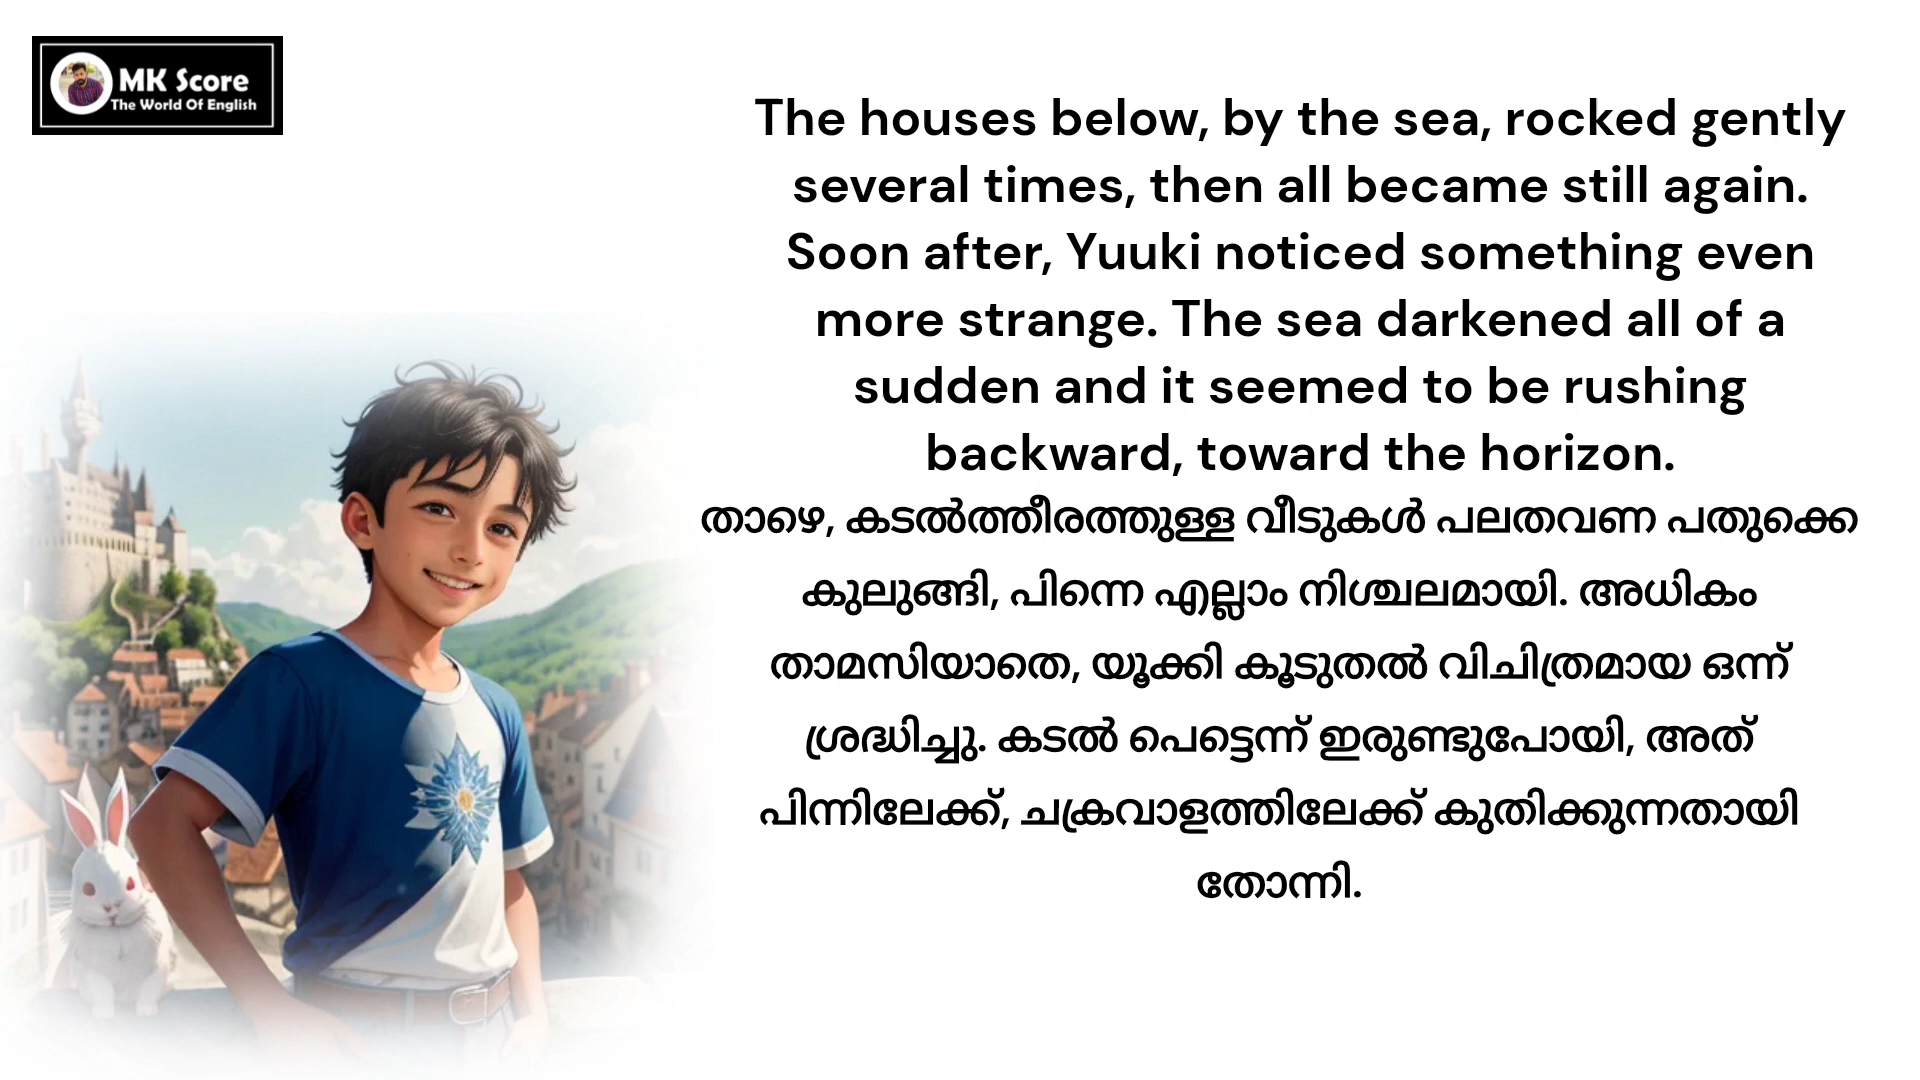 MK Score
The World Of English
The houses below, by the sea, rocked gently
several times, then all became still again.
Soon after, Yuuki noticed something even
more strange. The sea darkened all of a
sudden and it seemed to be rushing
backward, toward the horizon.
താഴെ, കടൽത്തീരത്തുള്ള വീടുകൾ പലതവണ പതുക്കെ
കുലുങ്ങി, പിന്നെ എല്ലാം നിശ്ചലമായി. അധികം
താമസിയാതെ, യൂക്കി കൂടുതൽ വിചിത്രമായ ഒന്ന്
ശ്രദ്ധിച്ചു. കടൽ പെട്ടെന്ന് ഇരുണ്ടുപോയി, അത്
പിന്നിലേക്ക്, ചക്രവാളത്തിലേക്ക് കുതിക്കുന്നതായി
തോന്നി.